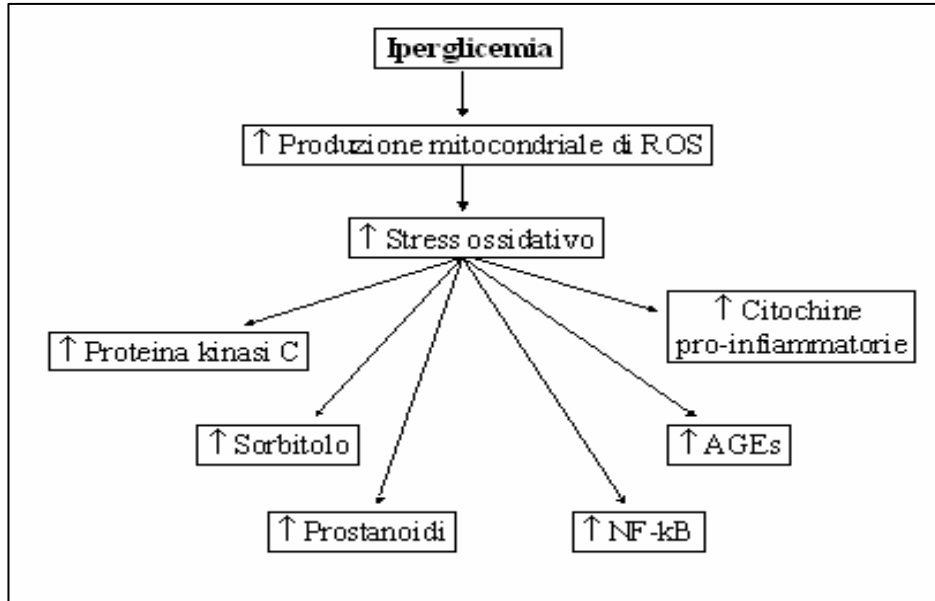 Iperglicemia
↑ Produzione mitocondriale di ROS
↑ Stress ossidativo
↑ Citochine
pro-infiammatorie
↑ Proteina kinasi C
↑ Sorbitolo
↑ AGEs
↑ Prostanoidi
↑ NF-kB